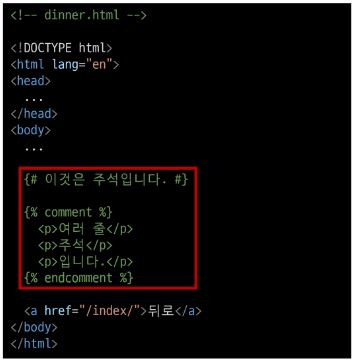 <!-- dinner.html -->
<!DOCTYPE html>
<html lang="en">
<head>
...
</head>
<body>
...
{# 이것은 주석입니다. #}
{% comment %}
<p>여러 줄</p>
<p>주석</p>
<p>입니다.</p>
{% endcomment %}
<a href="/index/">뒤로</a>
</body>
</html>